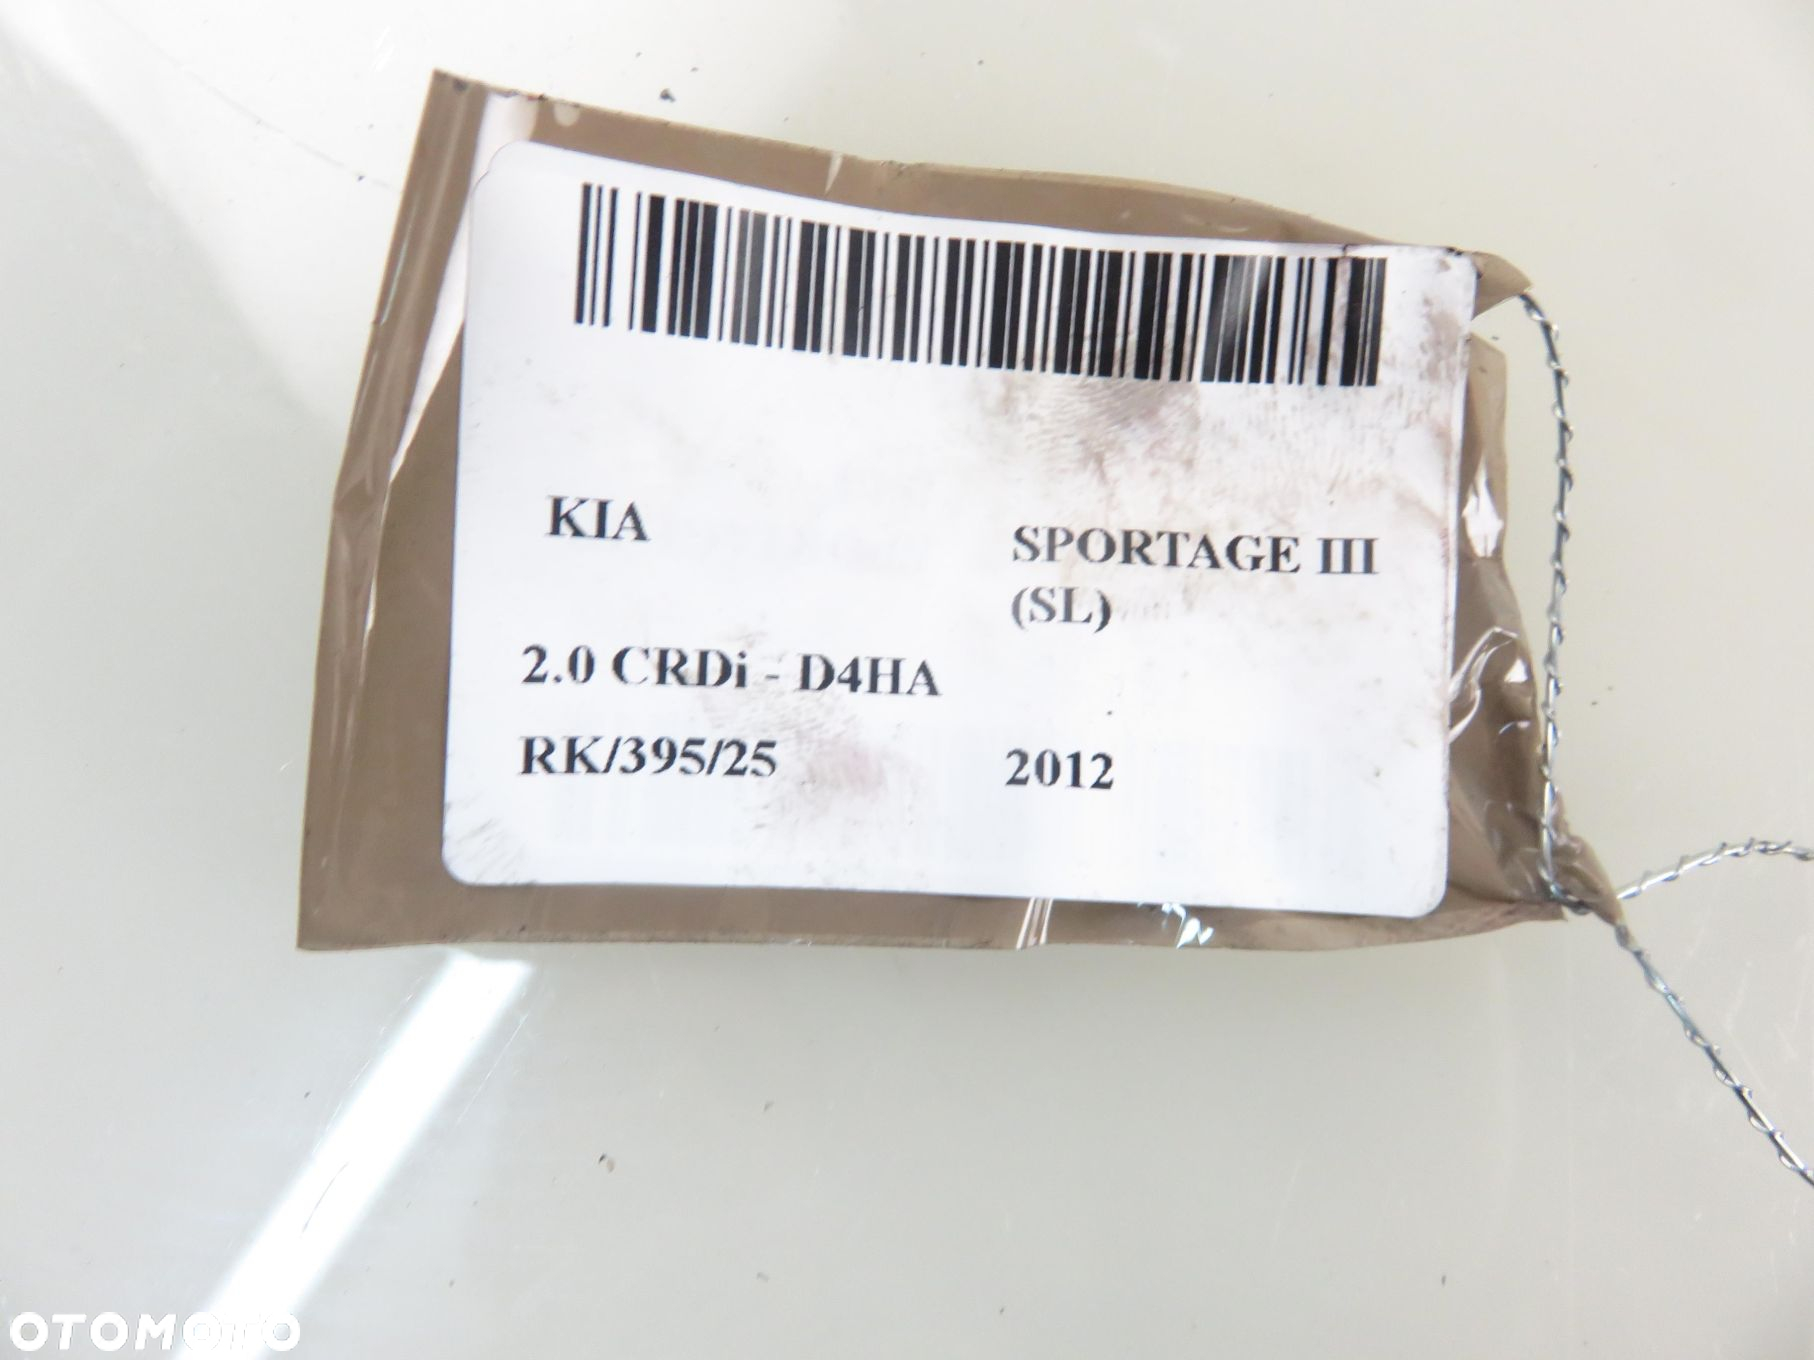 KIA
SPORTAGE III
(SL)
2.0 CRDi - D4HA
RK/395/25
2012
OTOMOTO